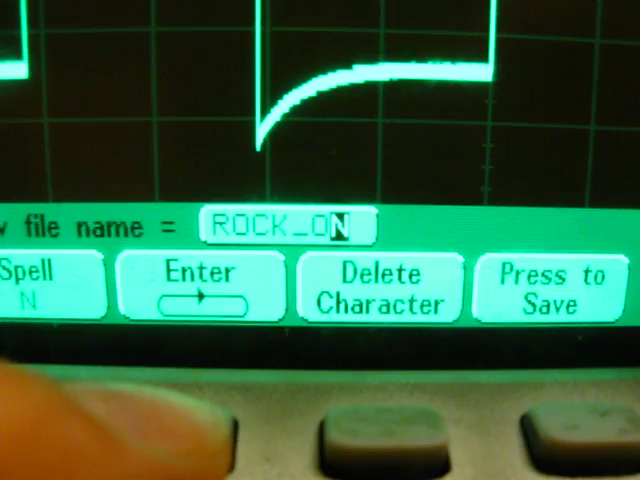 file name = ROCK_ON
Spell
N
Enter
Delete
Character
Press to
Save